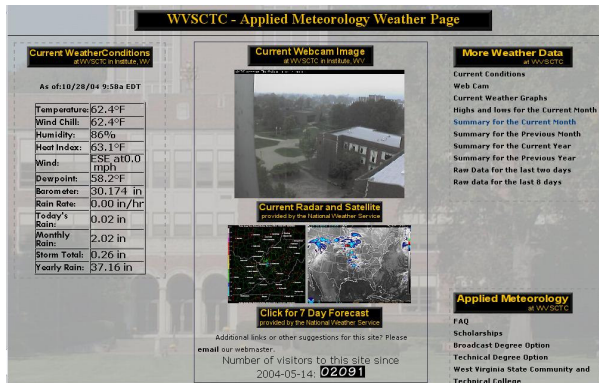 WVSCTC - Applied Meteorology Weather Page
Current WeatherConditions
at WVSCTC in Institute, WV
As of:10/28/04 9:58a EDT
Temperature: 62.4°F
Wind Chill: 62.4°F
Humidity: 86%
Heat Index: 63.1°F
Wind: ESE at0.0
mph
Dewpoint: 58.2°F
Barometer: 30.174 in
Rain Rate: 0.00 in/hr
Today's
Rain: 0.02 in
Monthly
Rain: 2.02 in
Storm Total: 0.26 in
Yearly Rain: 37.16 in
Current Webcam Image
at WVSCTC in Institute, WV
Current Radar and Satellite
provided by the National Weather Service
Click for 7 Day Forecast
provided by the National Weather Service
Additional links or other suggestions for this site? Please
email our webmaster.
Number of visitors to this site since
2004-05-14: 02091
More Weather Data
at WVSCTC
Current Conditions
Web Cam
Current Weather Graphs
Highs and lows for the Current Month
Summary for the Current Month
Summary for the Previous Month
Summary for the Current Year
Summary for the Previous Year
Raw Data for the last two days
Raw data for the last 8 days
Applied Meteorology
at WVSCTC
FAQ
Scholarships
Broadcast Degree Option
Technical Degree Option
West Virginia State Community and
Technical College